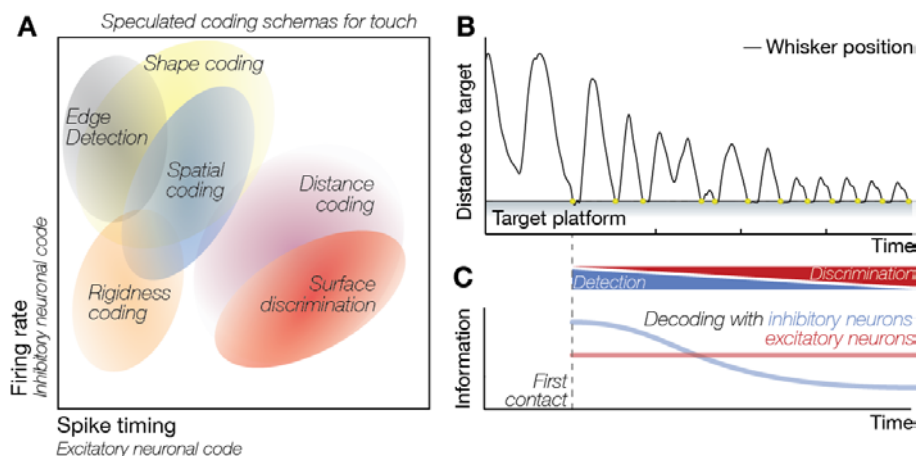 A
Speculated coding schemas for touch
Shape coding
Edge
Detection
Spatial
coding
Distance
coding
Rigidness
coding
Surface
discrimination
Firing rate
Inhibitory neuronal code
Spike timing
Excitatory neuronal code
B
Whisker position
Distance to target
Target platform
Time
C
Discrimination
Detection
Decoding with inhibitory neurons
excitatory neurons
Information
First
contact
Time